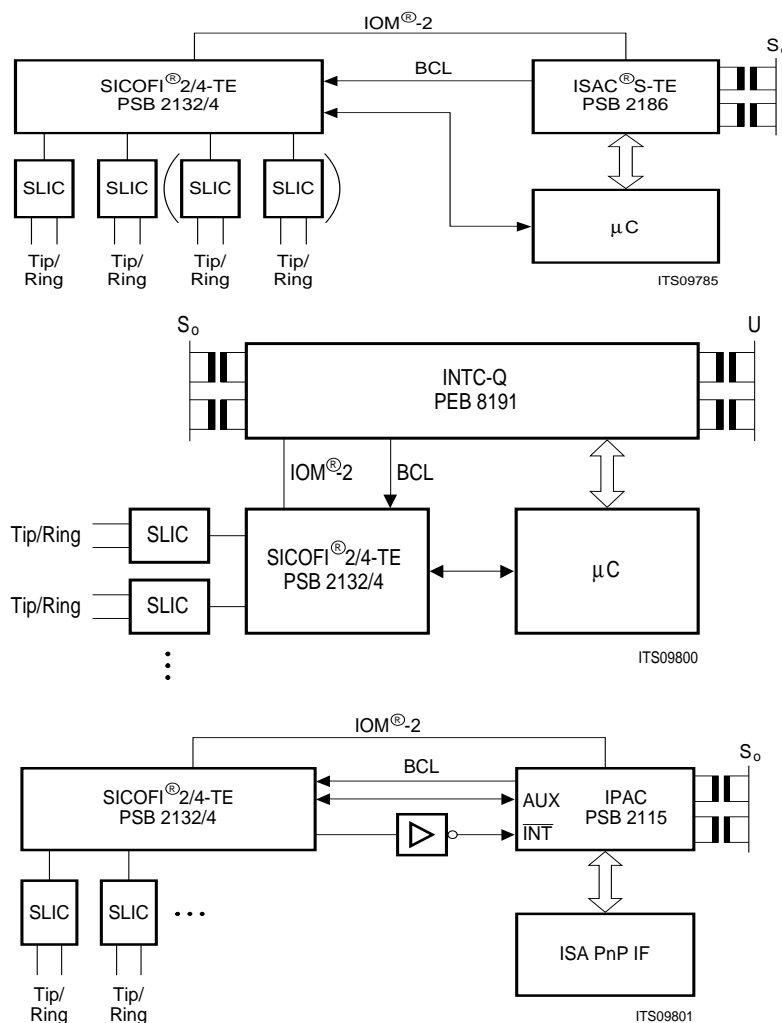 IOM®-2
S
SICOFI®2/4-TE
PSB 2132/4
BCL
ISAC®S-TE
PSB 2186
SLIC
SLIC
SLIC
SLIC
µC
Tip/
Ring
Tip/
Ring
Tip/
Ring
Tip/
Ring
ITS09785
S₀
U
INTC-Q
PEB 8191
IOM®-2
BCL
Tip/Ring
SLIC
SICOFI®2/4-TE
PSB 2132/4
µC
Tip/Ring
SLIC
ITS09800
IOM®-2
S₀
SICOFI®2/4-TE
PSB 2132/4
BCL
AUX
INT
IPAC
PSB 2115
SLIC
SLIC
ISA PnP IF
Tip/
Ring
Tip/
Ring
ITS09801